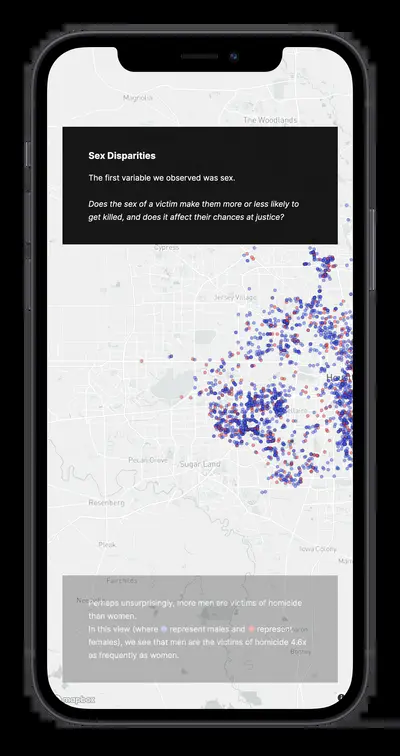 Magnolia
The Woodlands
Sex Disparities
The first variable we observed was sex.
Does the sex of a victim make them more or less likely to
get killed, and does it affect their chances at justice?
Cypress
Jersey Village
Sugar Land
Rosenberg
Pleak
Iowa Colony
Fairchilds
Perhaps unsurprisingly, more men are victims of homicide
than women.
In this view (where represent males and represent
females), we see that men are the victims of homicide 4.6x
as frequently as women.
mapbox